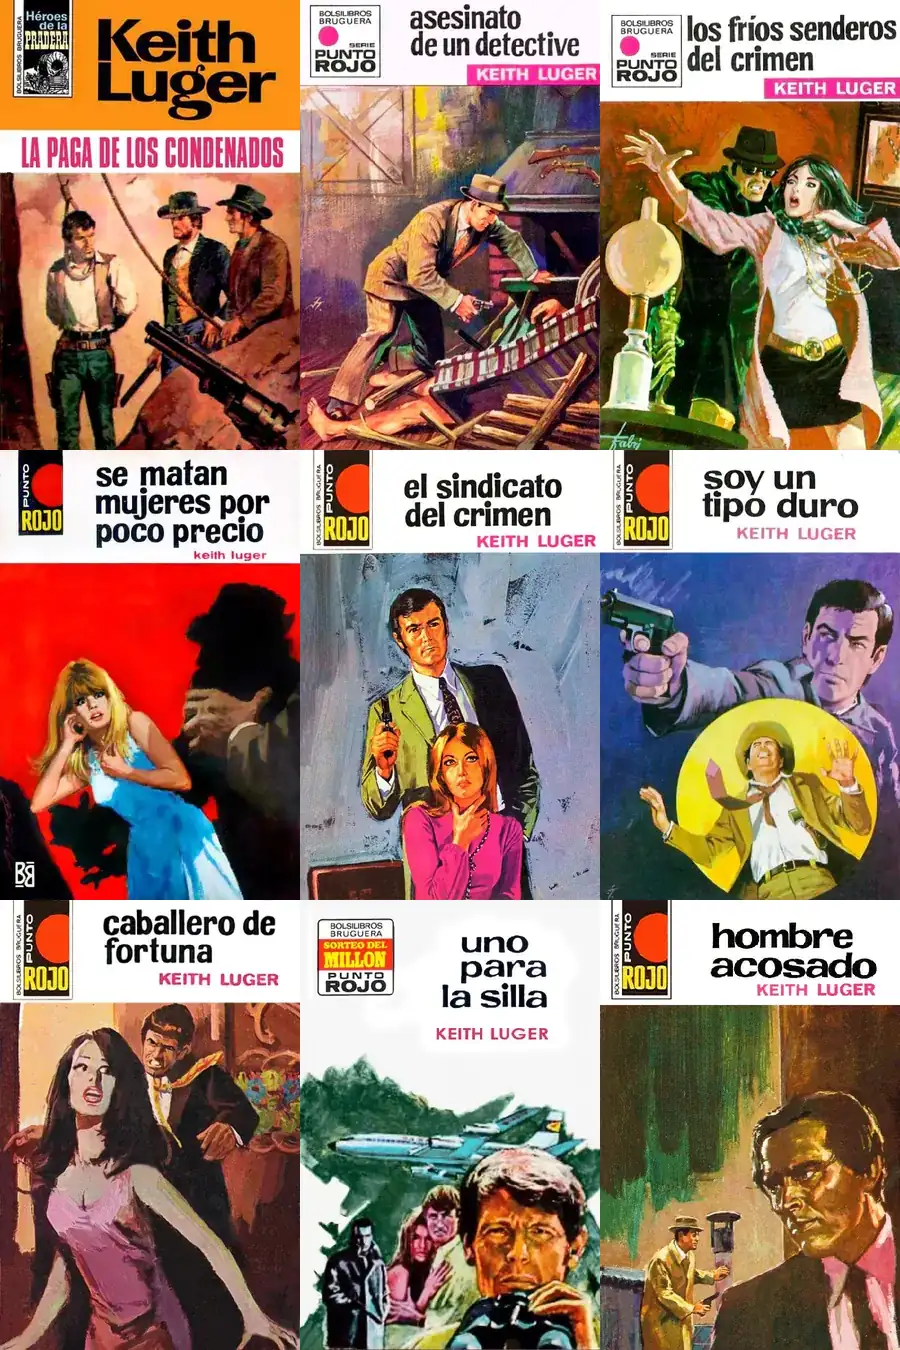 BOLSILIBROS BRUGUERA
Héroes
de la
PRADERA
Keith
Luger
LA PAGA DE LOS CONDENADOS
BOLSILIBROS
BRUGUERA
SERIE
PUNTO
ROJO
asesinato
de un detective
KEITH LUGER
BOLSILIBROS
BRUGUERA
SERIE
PUNTO
ROJO
los fríos senderos
del crimen
KEITH LUGER
Fabá
PUNTO
ROJO
se matan
mujeres por
poco precio
keith luger
BB
BOLSILIBROS BRUGUERA
PUNTO
ROJO
el sindicato
del crimen
KEITH LUGER
BOLSILIBROS BRUGUERA
PUNTO
ROJO
soy un
tipo duro
KEITH LUGER
BOLSILIBROS BRUGUERA
PUNTO
ROJO
caballero de
fortuna
KEITH LUGER
BOLSILIBROS
BRUGUERA
SORTEO DEL
MILLON
PUNTO
ROJO
uno
para
la silla
KEITH LUGER
BOLSILIBROS BRUGUERA
PUNTO
ROJO
hombre
acosado
KEITH LUGER